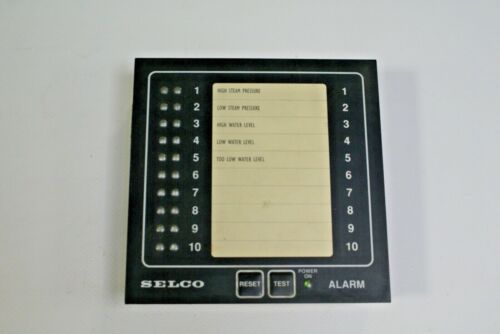 1 HIGH STEAM PRESSURE 1
2 LOW STEAM PRESSURE 2
3 HIGH WATER LEVEL 3
4 LOW WATER LEVEL 4
5 TOO LOW WATER LEVEL 5
6 6
7 7
8 8
9 9
10 10
SELCO RESET TEST POWER ON ALARM